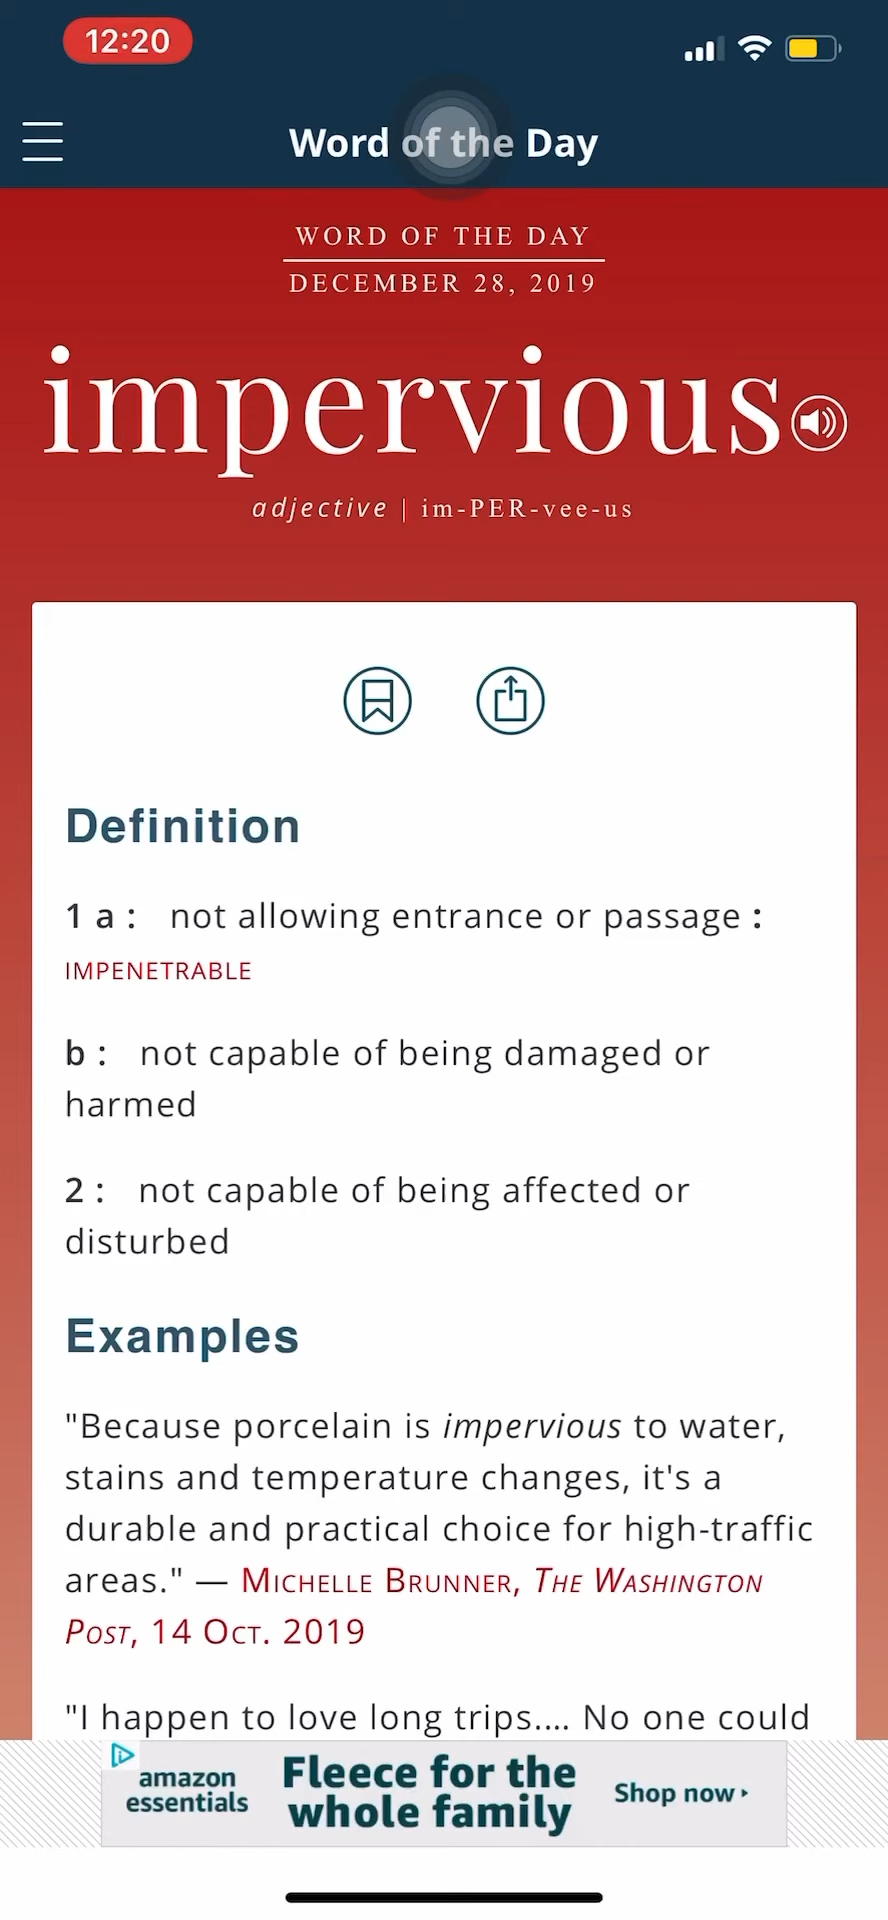 12:20
Word of the Day
WORD OF THE DAY
DECEMBER 28, 2019
impervious
adjective | im-PER-vee-us
Definition
1 a : not allowing entrance or passage :
IMPENETRABLE
b : not capable of being damaged or
harmed
2 : not capable of being affected or
disturbed
Examples
"Because porcelain is impervious to water,
stains and temperature changes, it's a
durable and practical choice for high-traffic
areas." — MICHELLE BRUNNER, THE WASHINGTON
POST, 14 OCT. 2019
"I happen to love long trips.... No one could
amazon
essentials
Fleece for the
whole family
Shop now